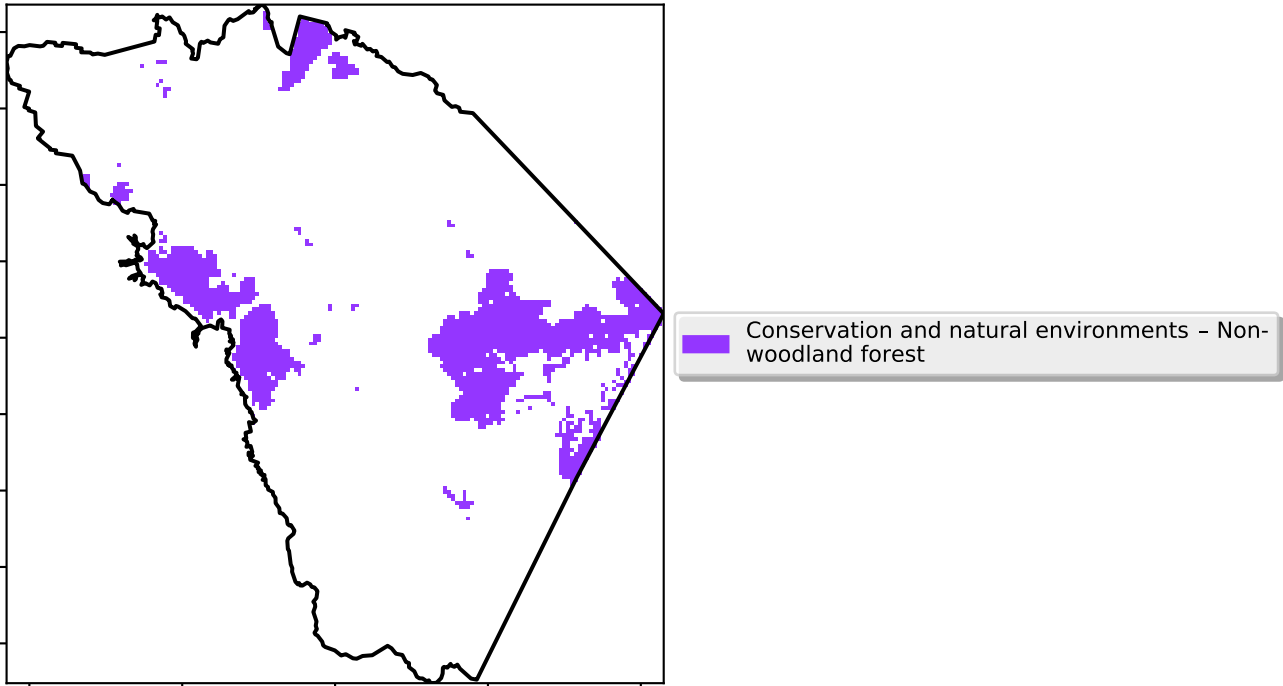 Conservation and natural environments – Non-
woodland forest